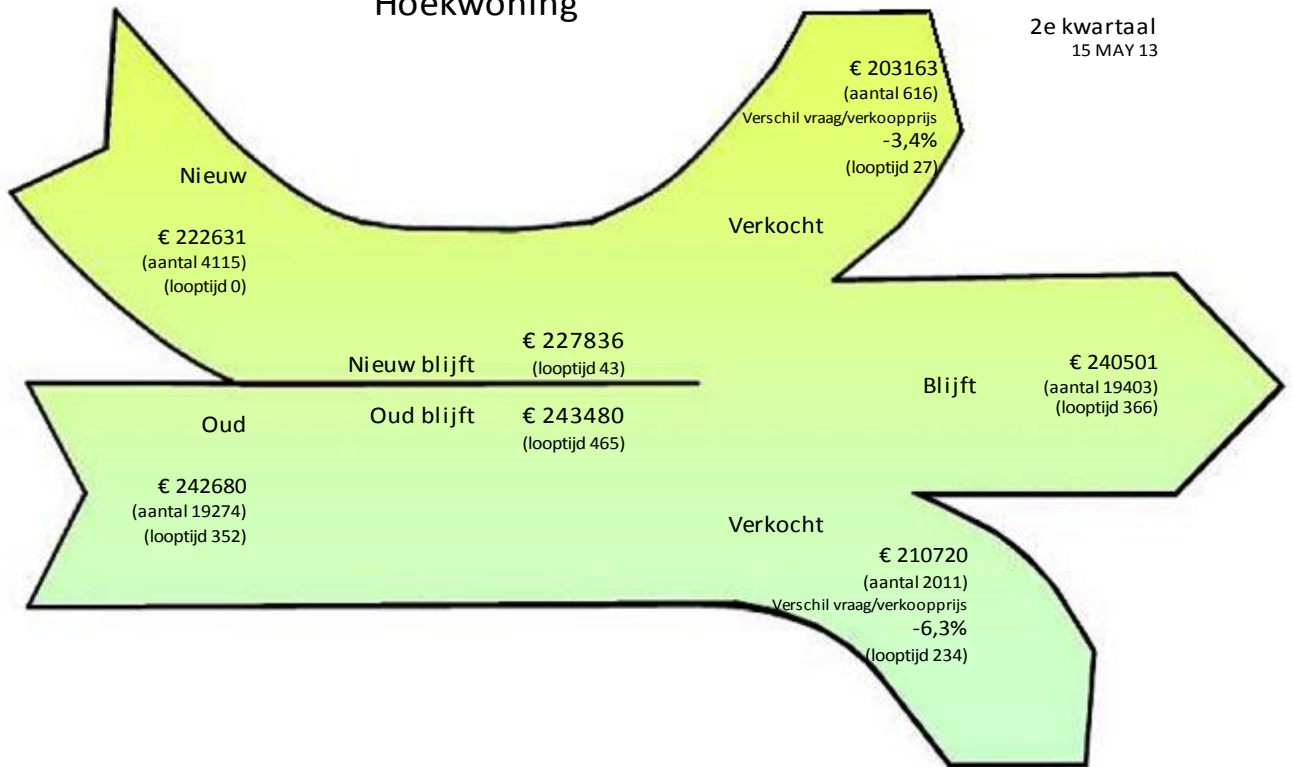 Hoekwoning
2e kwartaal
15 MAY 13
€ 203163
(aantal 616)
Verschil vraag/verkoopprijs
-3,4%
(looptijd 27)
Verkocht
Nieuw
€ 222631
(aantal 4115)
(looptijd 0)
Nieuw blijft
€ 227836
(looptijd 43)
Oud blijft
€ 243480
(looptijd 465)
Blijft
€ 240501
(aantal 19403)
(looptijd 366)
Oud
€ 242680
(aantal 19274)
(looptijd 352)
Verkocht
€ 210720
(aantal 2011)
Verschil vraag/verkoopprijs
-6,3%
(looptijd 234)